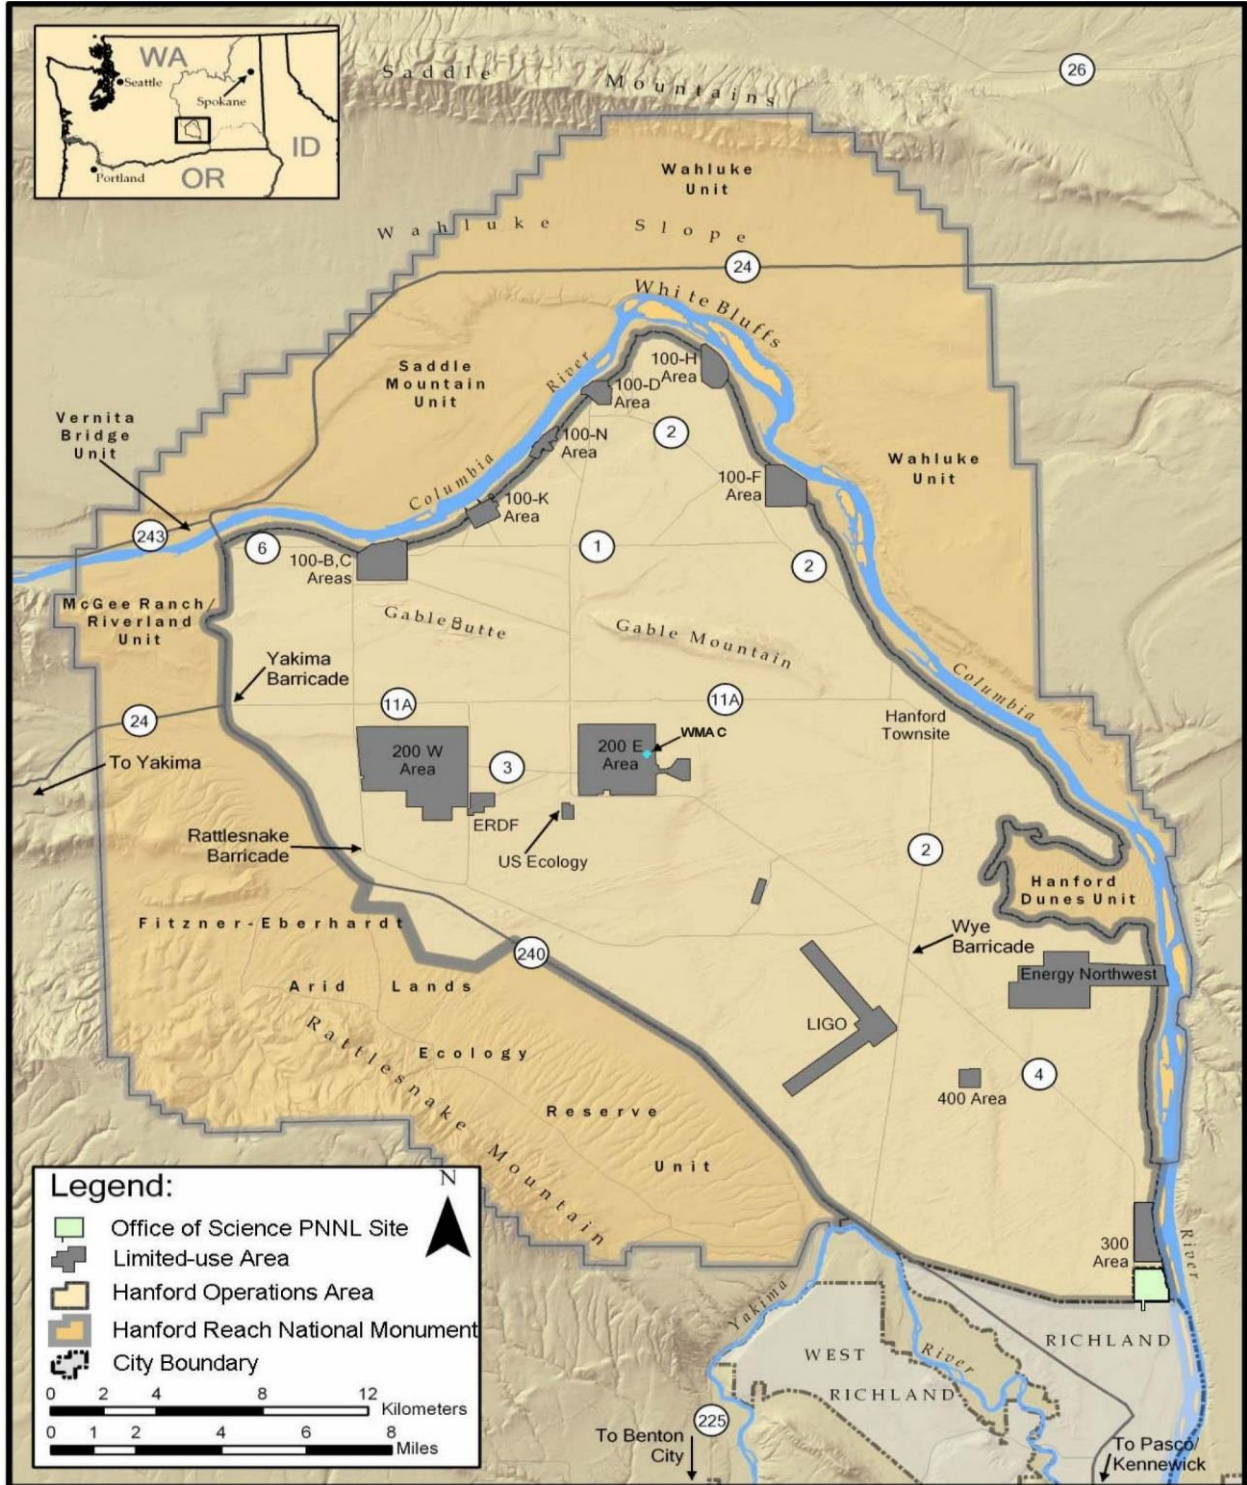 WA
Seattle
Spokane
ID
Portland
OR
Saddle Mountains
26
Wahluke
Unit
Wahluke Slope
24
White Bluffs
Saddle
Mountain
Unit
River
100-H
Area
100-D
Area
2
Vernita
Bridge
Unit
100-N
Area
Columbia
100-F
Area
Wahluke
Unit
100-K
Area
243
6
100-B,C
Areas
1
2
McGee Ranch/
Riverland
Unit
Gable Butte
Gable Mountain
Yakima
Barricade
Columbia
11A
11A
24
Hanford
Townsite
To Yakima
200 W
Area
3
200 E
Area
WMA C
ERDF
US Ecology
Rattlesnake
Barricade
2
Hanford
Dunes Unit
Fitzner-Eberhardt
Wye
Barricade
240
Energy Northwest
Arid Lands
LIGO
Ecology
Rattlesnake Mountain
4
400 Area
Reserve
Unit
Legend:
N
Office of Science PNNL Site
Limited-use Area
Hanford Operations Area
Hanford Reach National Monument
City Boundary
0 2 4 8 12
Kilometers
0 1 2 4 6 8
Miles
300
Area
River
Yakima
River
RICHLAND
WEST
RICHLAND
225
To Benton
City
To Pasco/
Kennewick